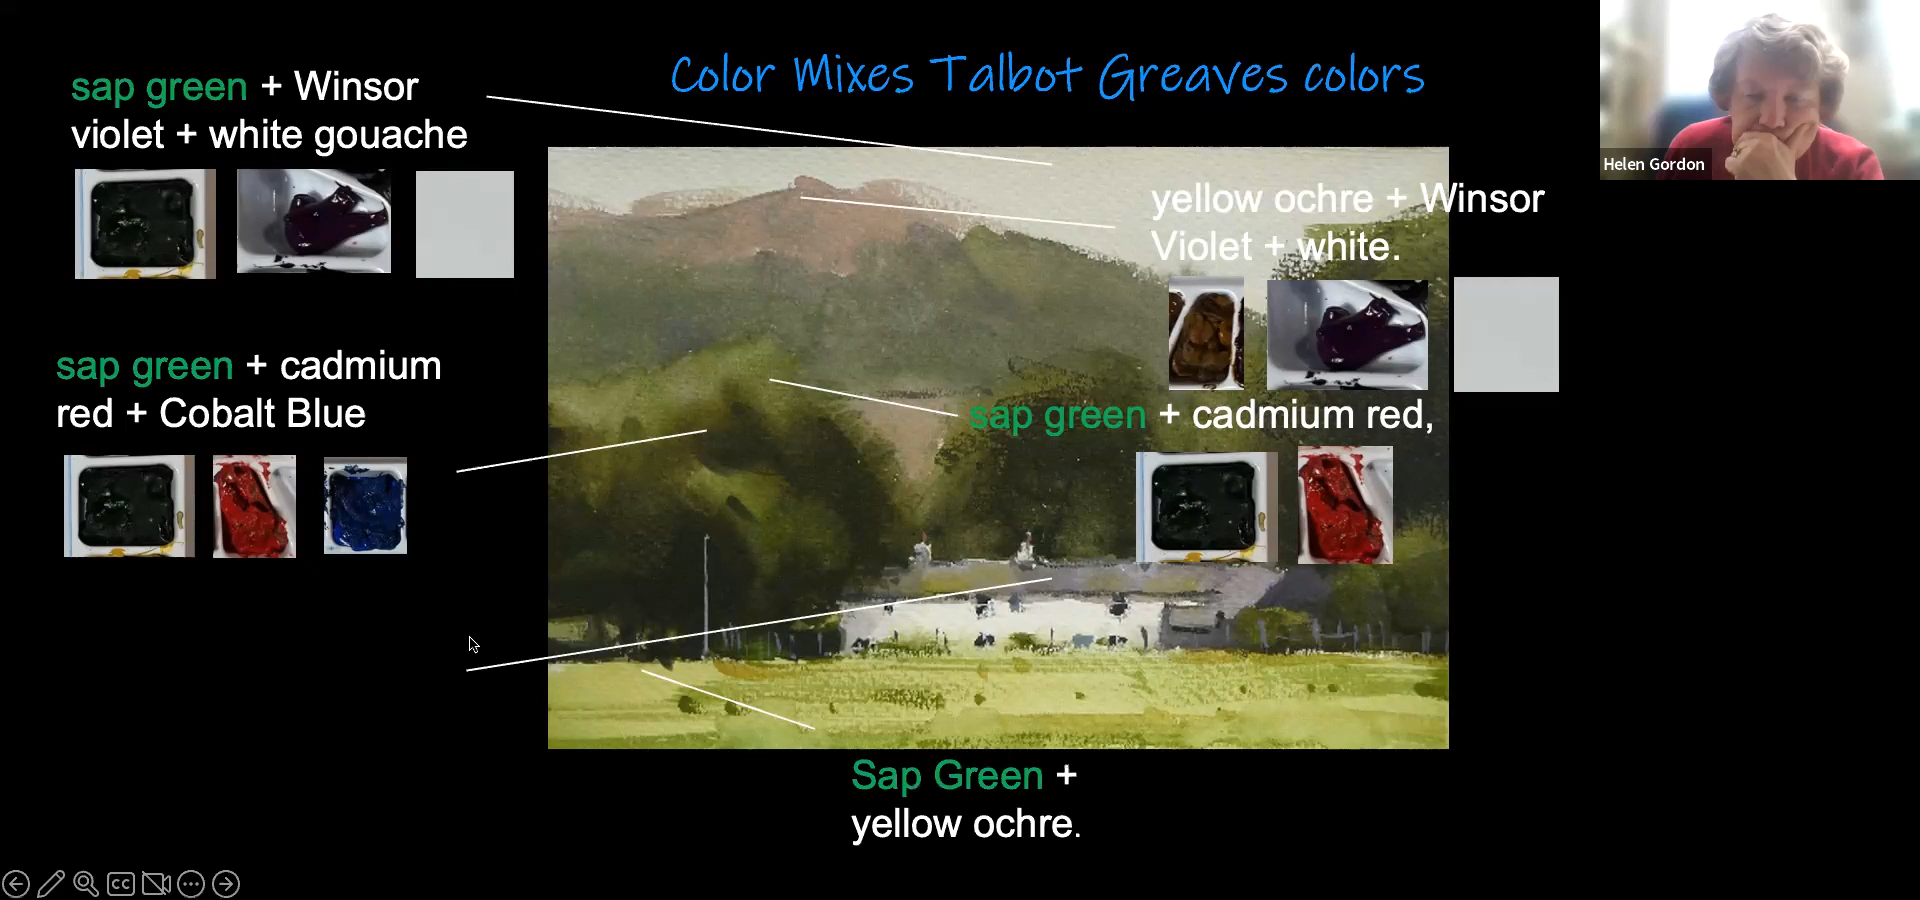 Color Mixes Talbot Greaves colors
sap green + Winsor
violet + white gouache
yellow ochre + Winsor
Violet + white.
sap green + cadmium
red + Cobalt Blue
sap green + cadmium red,
Sap Green +
yellow ochre.
Helen Gordon
CC